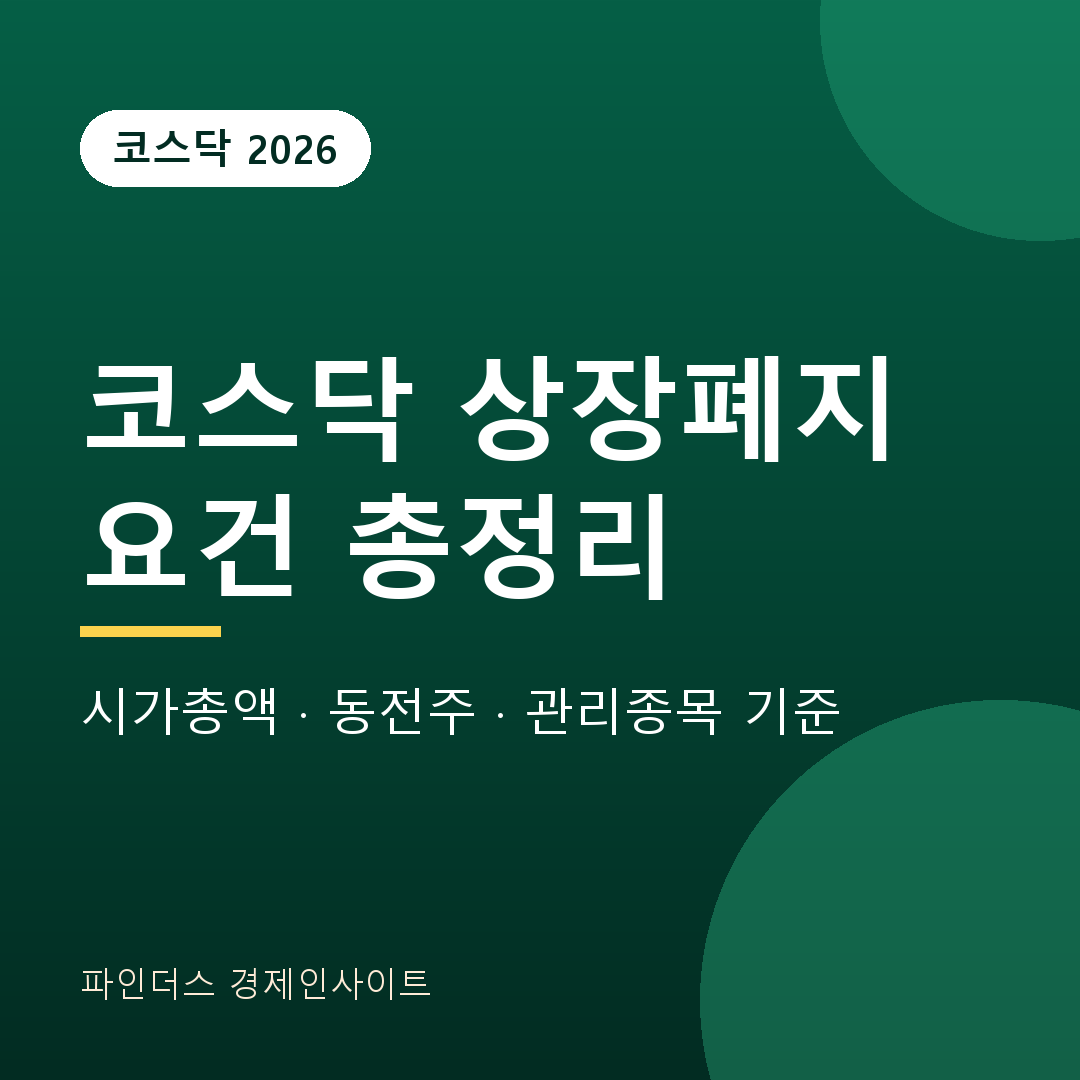 코스닥 2026
코스닥 상장폐지
요건 총정리
시가총액 · 동전주 · 관리종목 기준
파인더스 경제인사이트